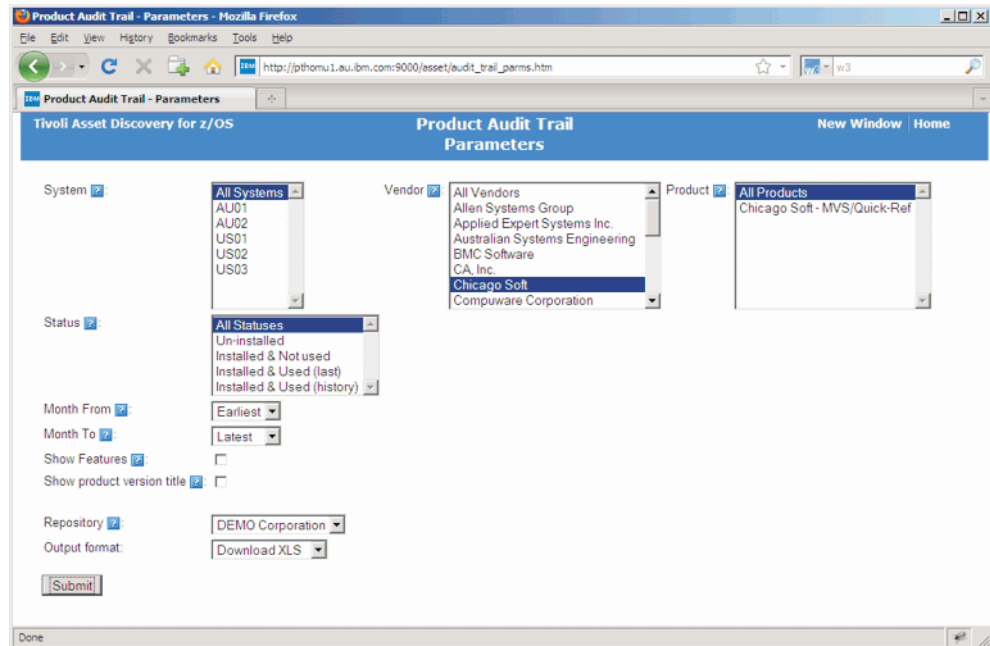 Product Audit Trail - Parameters - Mozilla Firefox
File Edit View History Bookmarks Tools Help
IBM http://pthomu1.au.ibm.com:9000/asset/audit_trail_parms.htm w3
IBM Product Audit Trail - Parameters
Tivoli Asset Discovery for z/OS
Product Audit Trail
Parameters
New Window Home
System ?:
All Systems
AU01
AU02
US01
US02
US03
Vendor ?:
All Vendors
Allen Systems Group
Applied Expert Systems Inc.
Australian Systems Engineering
BMC Software
CA, Inc.
Chicago Soft
Compuware Corporation
Product ?:
All Products
Chicago Soft - MVS/Quick-Ref
Status ?:
All Statuses
Un-installed
Installed & Not used
Installed & Used (last)
Installed & Used (history)
Month From ?: Earliest
Month To ?: Latest
Show Features ?:
Show product version title ?:
Repository ?: DEMO Corporation
Output format: Download XLS
Submit
Done